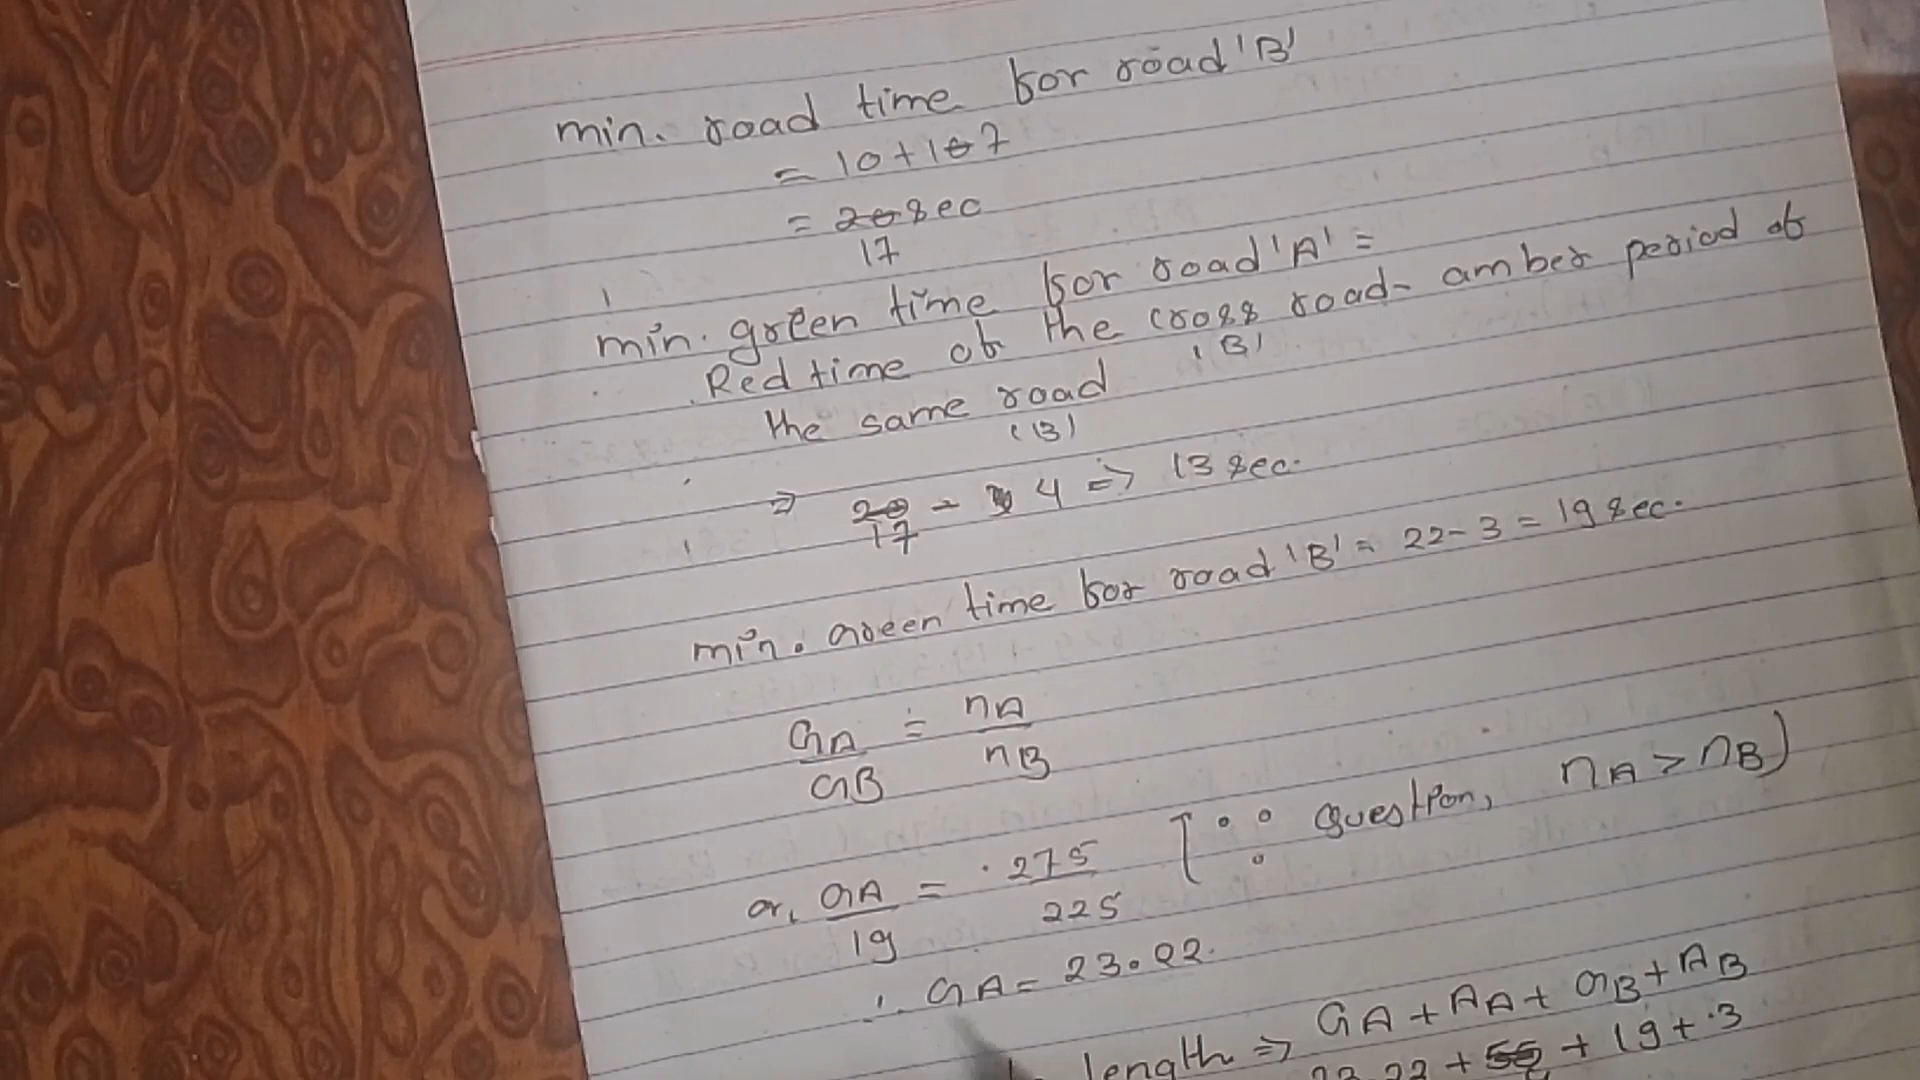 min. road time for road 'B'
= 10+107
= 20 sec
17
min. green time for road 'A' =
Red time of the cross road - amber period of
'B'
the same road
(B)
⇒ 20 - 4 => 13 sec.
17
min. green time for road 'B' = 22-3 = 19 sec.
GA = nA
GB nB
or, GA = 275 [∵ question, nA > nB)
19 225
∴ GA = 23.22.
length => GA + AA + GB + AB
+ 19 + 3